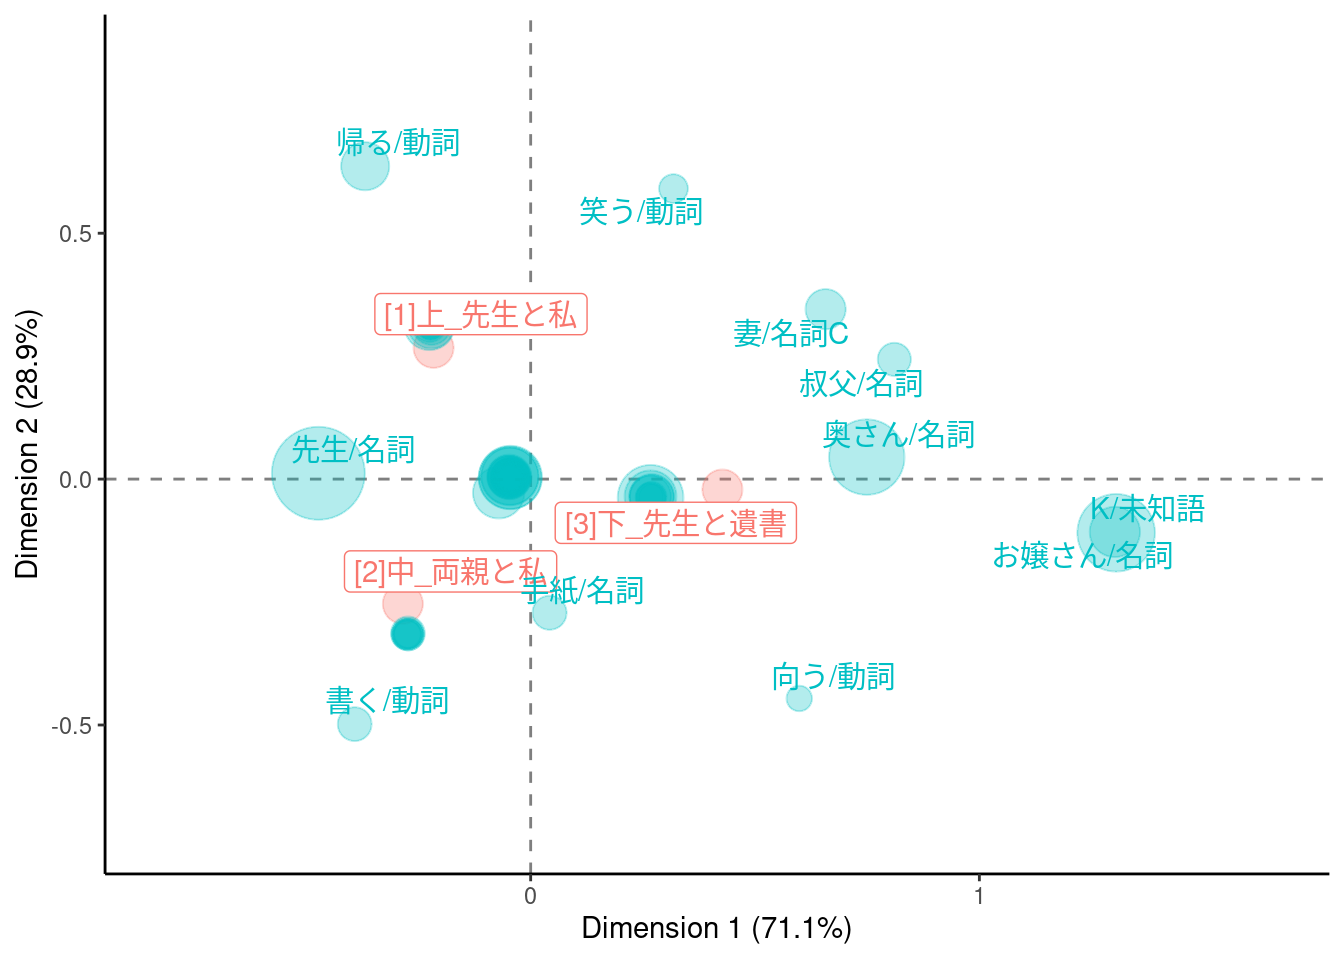 帰る/動詞
笑う/動詞
0.5
[1]上_先生と私
妻/名詞C
叔父/名詞
先生/名詞
奥さん/名詞
0.0
K/未知語
[3]下_先生と遺書
お嬢さん/名詞
[2]中_両親と私
手紙/名詞
向う/動詞
書く/動詞
-0.5
Dimension 2 (28.9%)
0
1
Dimension 1 (71.1%)